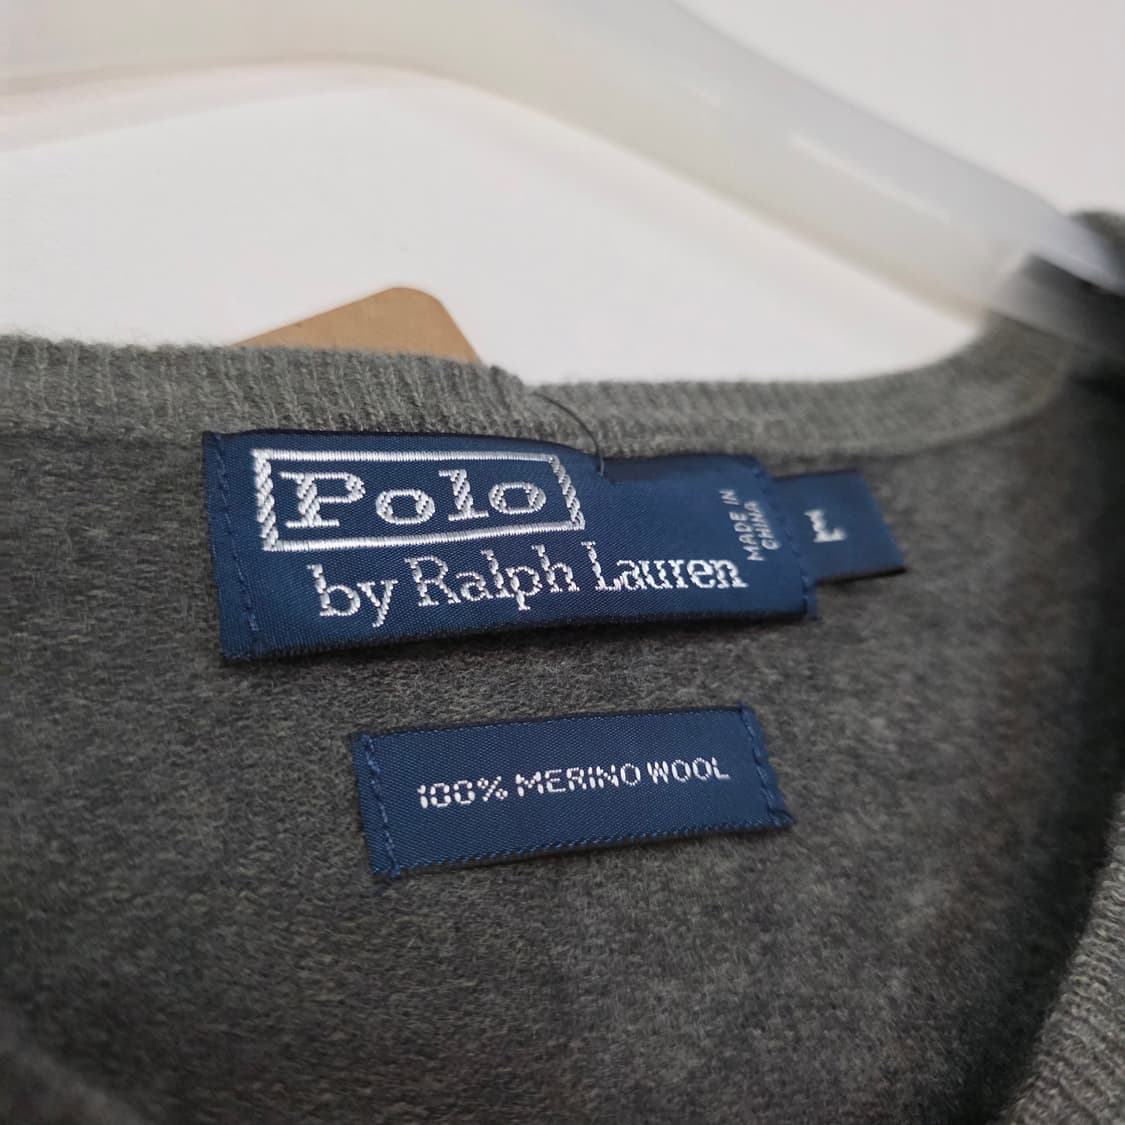 Polo
by Ralph Lauren
MADE IN
CHINA
100% MERINO WOOL